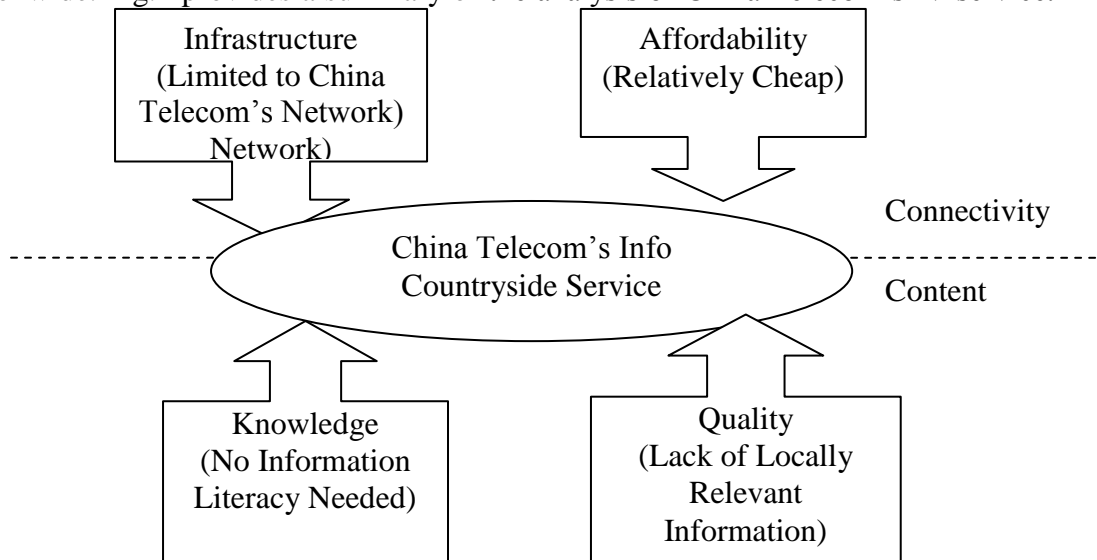 Infrastructure
(Limited to China
Telecom's Network)
Network)
Affordability
(Relatively Cheap)
Connectivity
China Telecom's Info
Countryside Service
Content
Knowledge
(No Information
Literacy Needed)
Quality
(Lack of Locally
Relevant
Information)